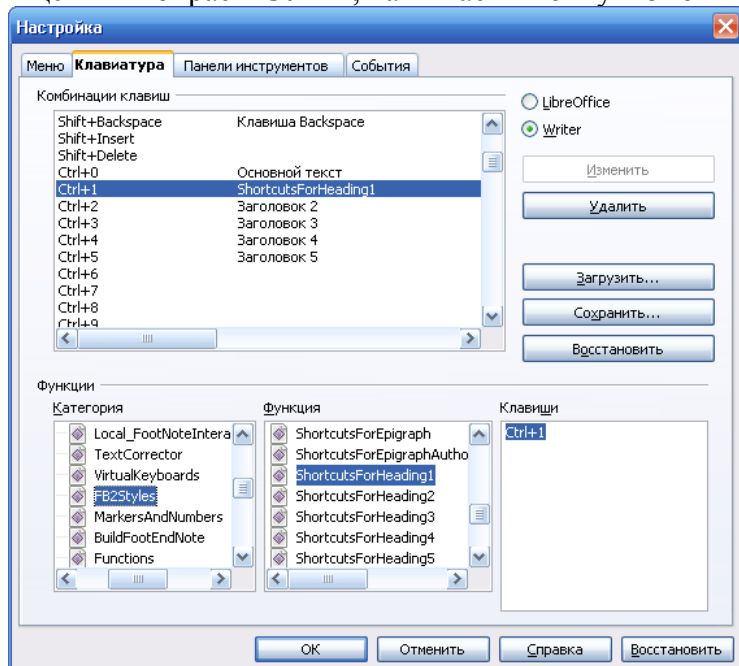 Настройка
Меню Клавиатура Панели инструментов События
Комбинации клавиш
Shift+Backspace Клавиша Backspace
Shift+Insert
Shift+Delete
Ctrl+0 Основной текст
Ctrl+1 ShortcutsForHeading1
Ctrl+2 Заголовок 2
Ctrl+3 Заголовок 3
Ctrl+4 Заголовок 4
Ctrl+5 Заголовок 5
Ctrl+6
Ctrl+7
Ctrl+8
Ctrl+9
LibreOffice
Writer
Изменить
Удалить
Загрузить...
Сохранить...
Восстановить
Функции
Категория
Local_FootNoteIntera
TextCorrector
VirtualKeyboards
FB2Styles
MarkersAndNumbers
BuildFootEndNote
Functions
Функция
ShortcutsForEpigraph
ShortcutsForEpigraphAutho
ShortcutsForHeading1
ShortcutsForHeading2
ShortcutsForHeading3
ShortcutsForHeading4
ShortcutsForHeading5
Клавиши
Ctrl+1
ОК Отменить Справка Восстановить